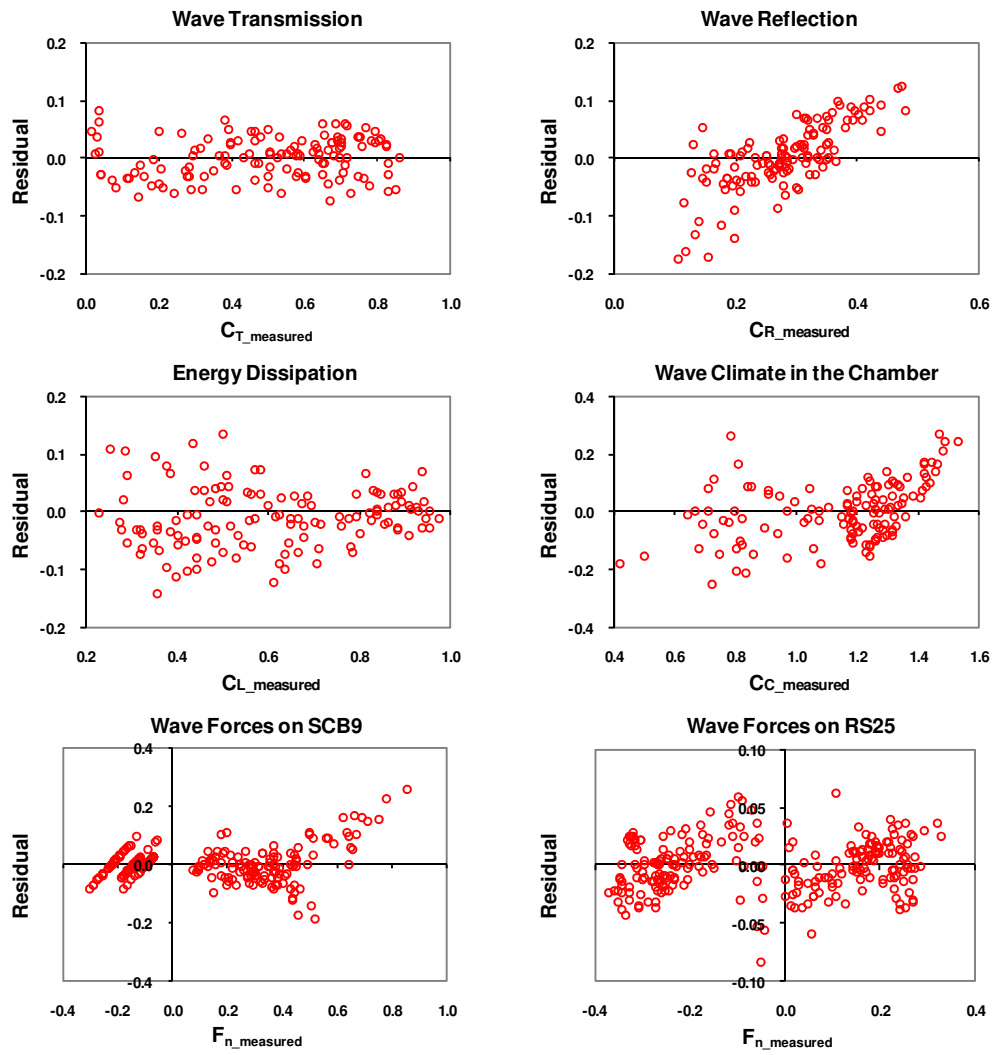 Wave Transmission
0.2
0.1
0.0
-0.1
-0.2
Residual
0.0 0.2 0.4 0.6 0.8 1.0
CT_measured
Wave Reflection
0.2
0.1
0.0
-0.1
-0.2
Residual
0.0 0.2 0.4 0.6
CR_measured
Energy Dissipation
0.2
0.1
0.0
-0.1
-0.2
Residual
0.2 0.4 0.6 0.8 1.0
CL_measured
Wave Climate in the Chamber
0.4
0.2
0.0
-0.2
-0.4
Residual
0.4 0.6 0.8 1.0 1.2 1.4 1.6
CC_measured
Wave Forces on SCB9
0.4
0.2
0.0
-0.2
-0.4
Residual
-0.4 -0.2 0.0 0.2 0.4 0.6 0.8 1.0
Fn_measured
Wave Forces on RS25
0.10
0.05
0.00
-0.05
-0.10
Residual
-0.4 -0.2 0.0 0.2 0.4
Fn_measured